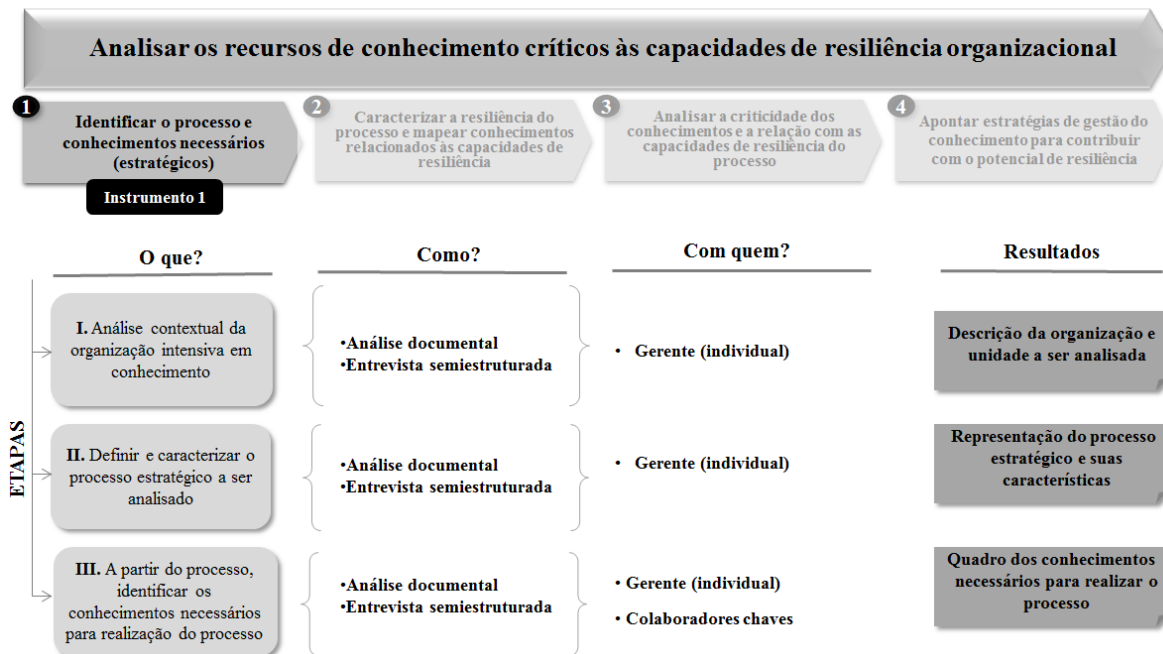 Analisar os recursos de conhecimento críticos às capacidades de resiliência organizacional
1
Identificar o processo e
conhecimentos necessários
(estratégicos)
Instrumento 1
2
Caracterizar a resiliência do
processo e mapear conhecimentos
relacionados às capacidades de
resiliência
3
Analisar a criticidade dos
conhecimentos e a relação com as
capacidades de resiliência do
processo
4
Apontar estratégias de gestão do
conhecimento para contribuir
com o potencial de resiliência
O que?
Como?
Com quem?
Resultados
ETAPAS
I. Análise contextual da
organização intensiva em
conhecimento
•Análise documental
•Entrevista semiestruturada
• Gerente (individual)
Descrição da organização e
unidade a ser analisada
II. Definir e caracterizar o
processo estratégico a ser
analisado
•Análise documental
•Entrevista semiestruturada
• Gerente (individual)
Representação do processo
estratégico e suas
características
III. A partir do processo,
identificar os
conhecimentos necessários
para realização do processo
•Análise documental
•Entrevista semiestruturada
• Gerente (individual)
• Colaboradores chaves
Quadro dos conhecimentos
necessários para realizar o
processo